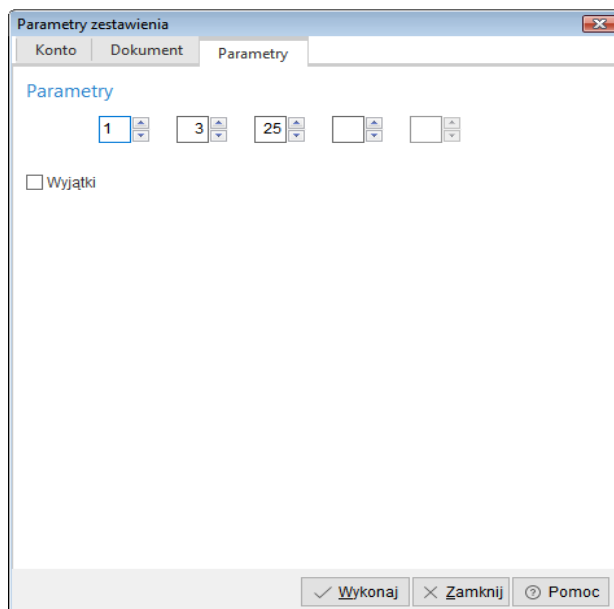 Parametry zestawienia
Konto Dokument Parametry
Parametry
1 3 25
Wyjątki
Wykonaj Zamknij Pomoc